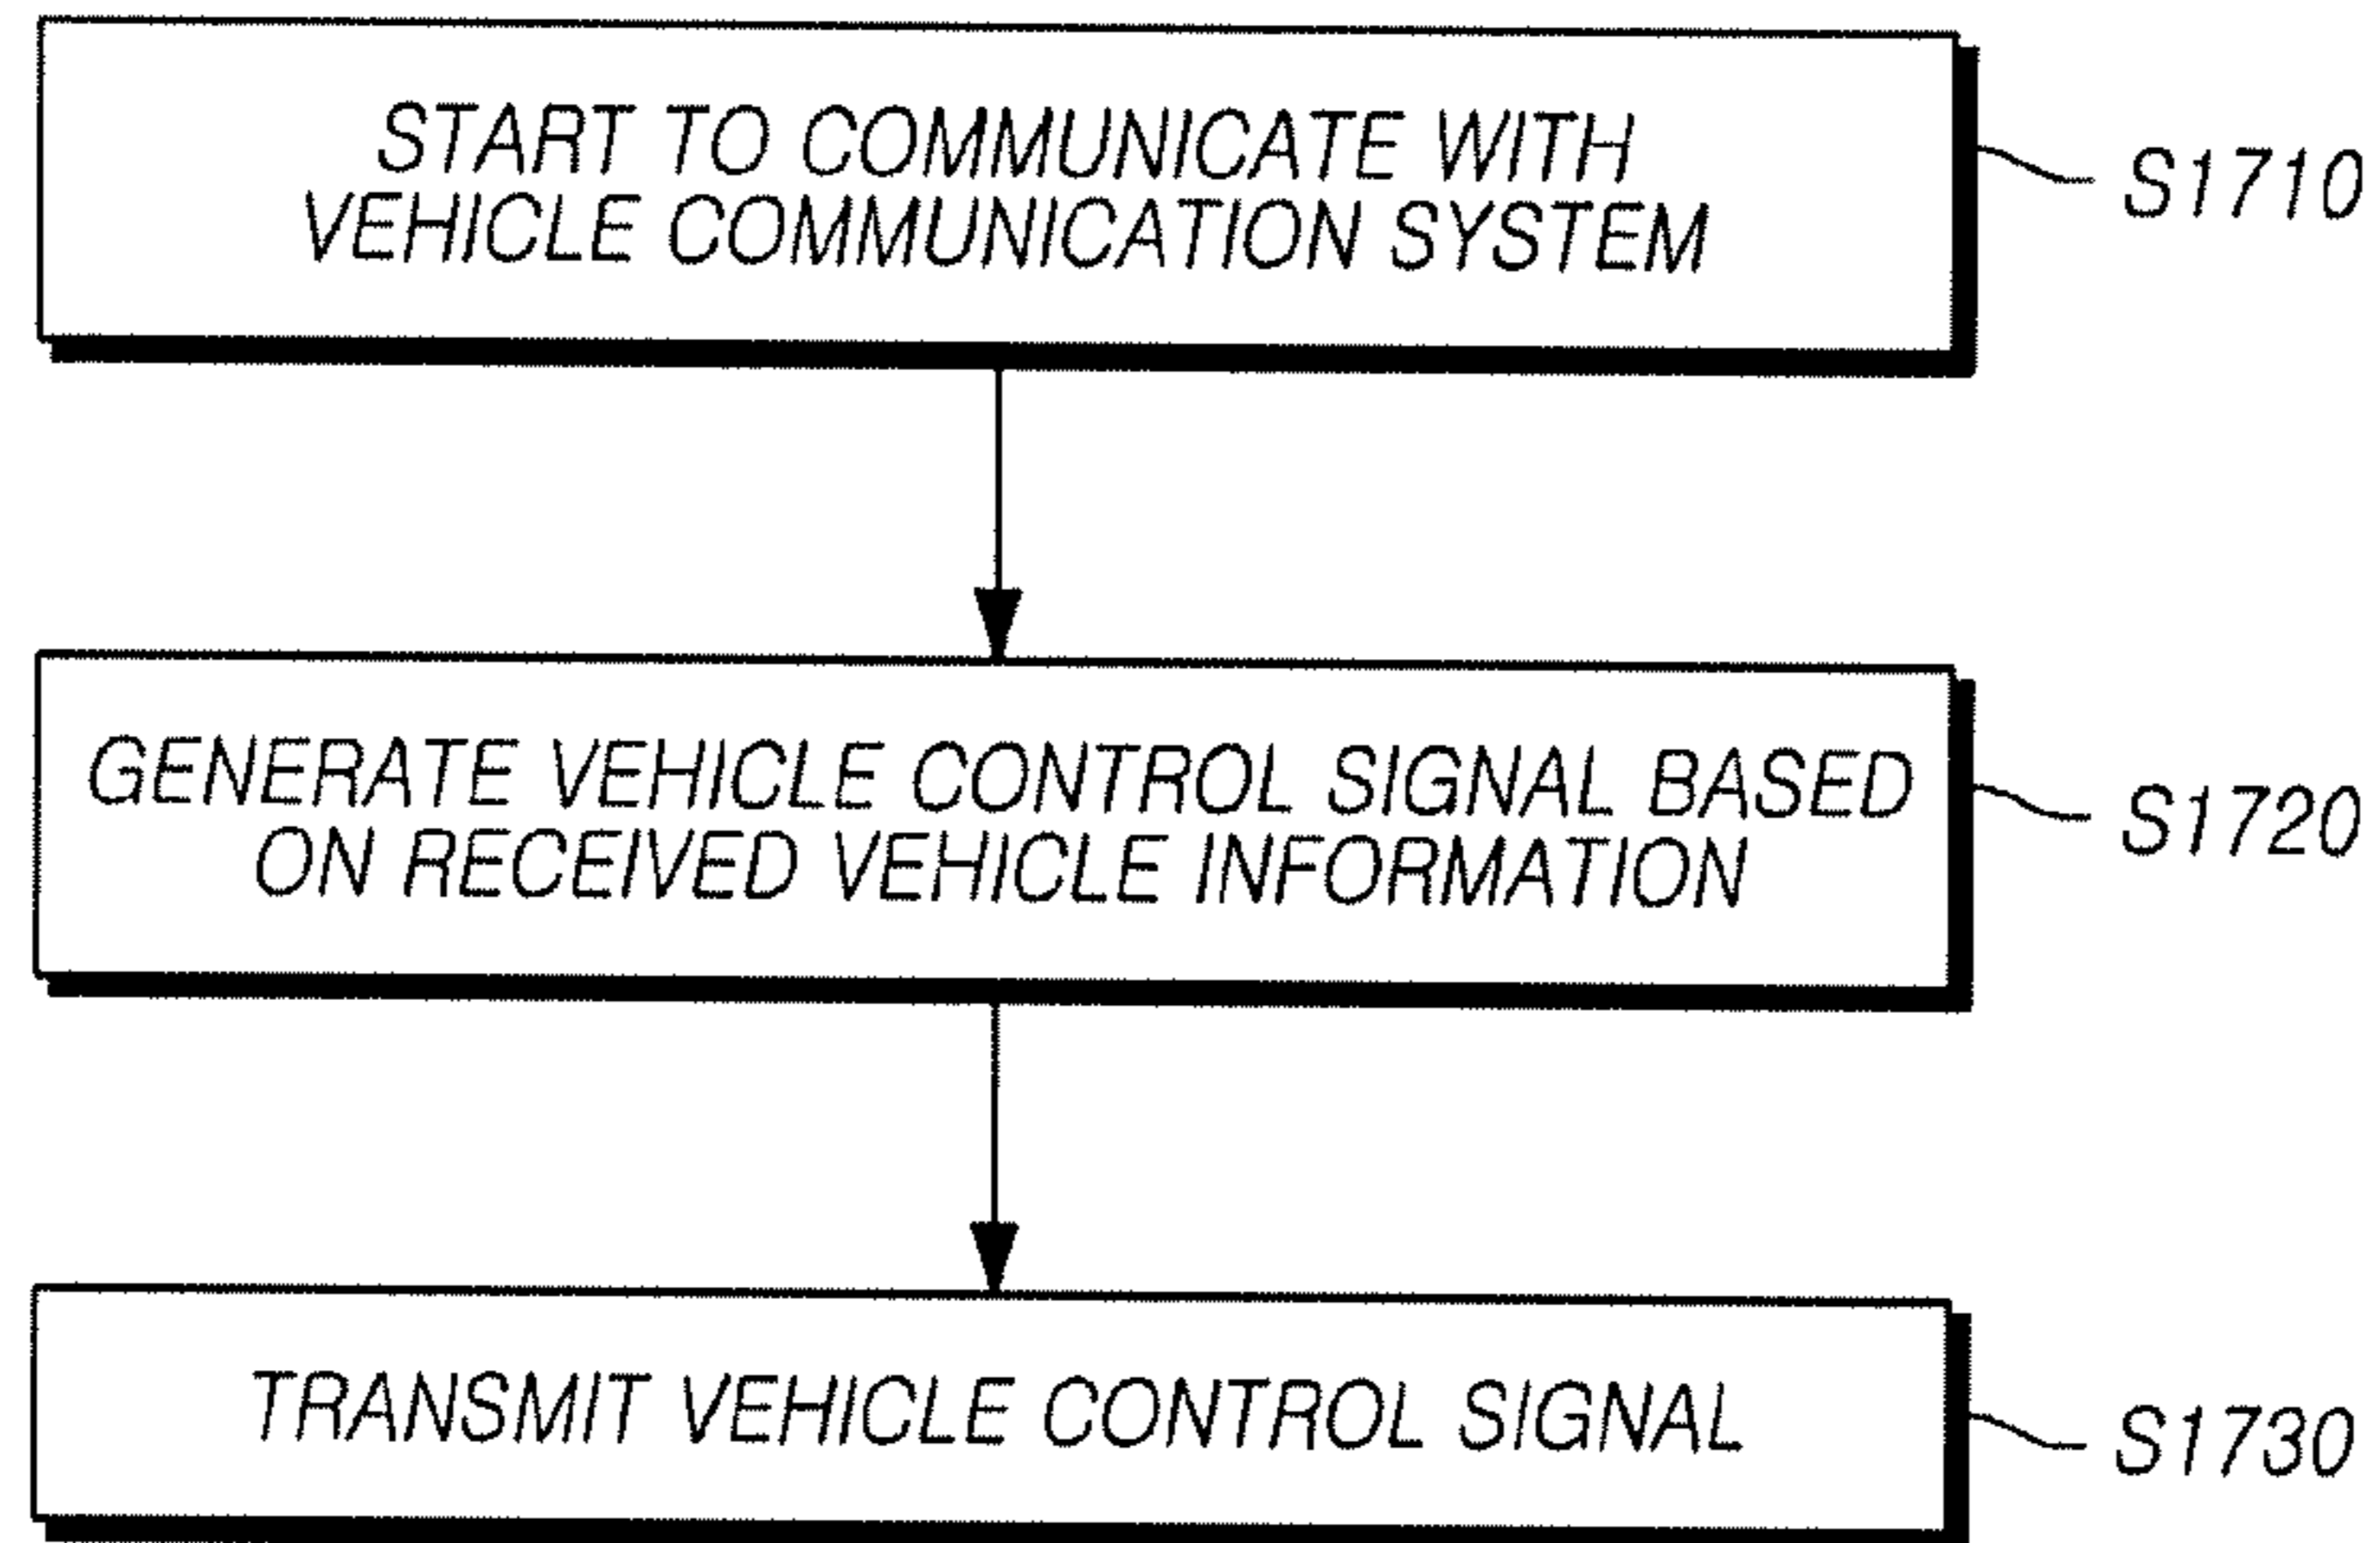 START TO COMMUNICATE WITH
VEHICLE COMMUNICATION SYSTEM
S1710
GENERATE VEHICLE CONTROL SIGNAL BASED
ON RECEIVED VEHICLE INFORMATION
S1720
TRANSMIT VEHICLE CONTROL SIGNAL
S1730